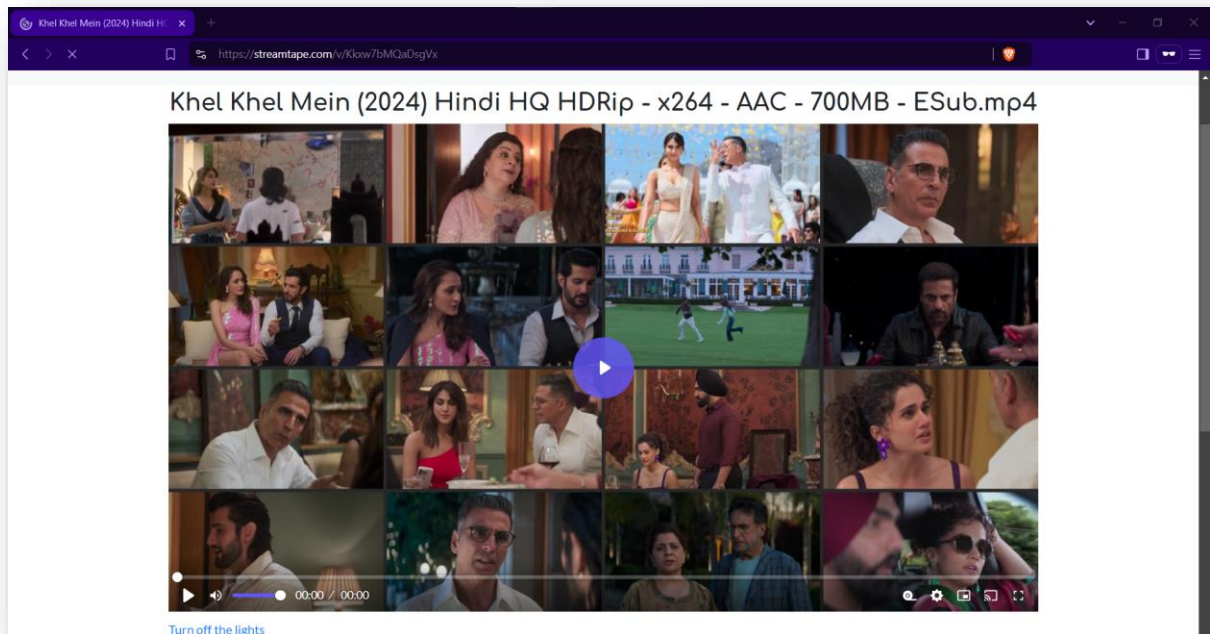 Khel Khel Mein (2024) Hindi HC
https://streamtape.com/v/Kkxw7bMQaDsgVx
Khel Khel Mein (2024) Hindi HQ HDRip - x264 - AAC - 700MB - ESub.mp4
00:00 / 00:00
Turn off the lights